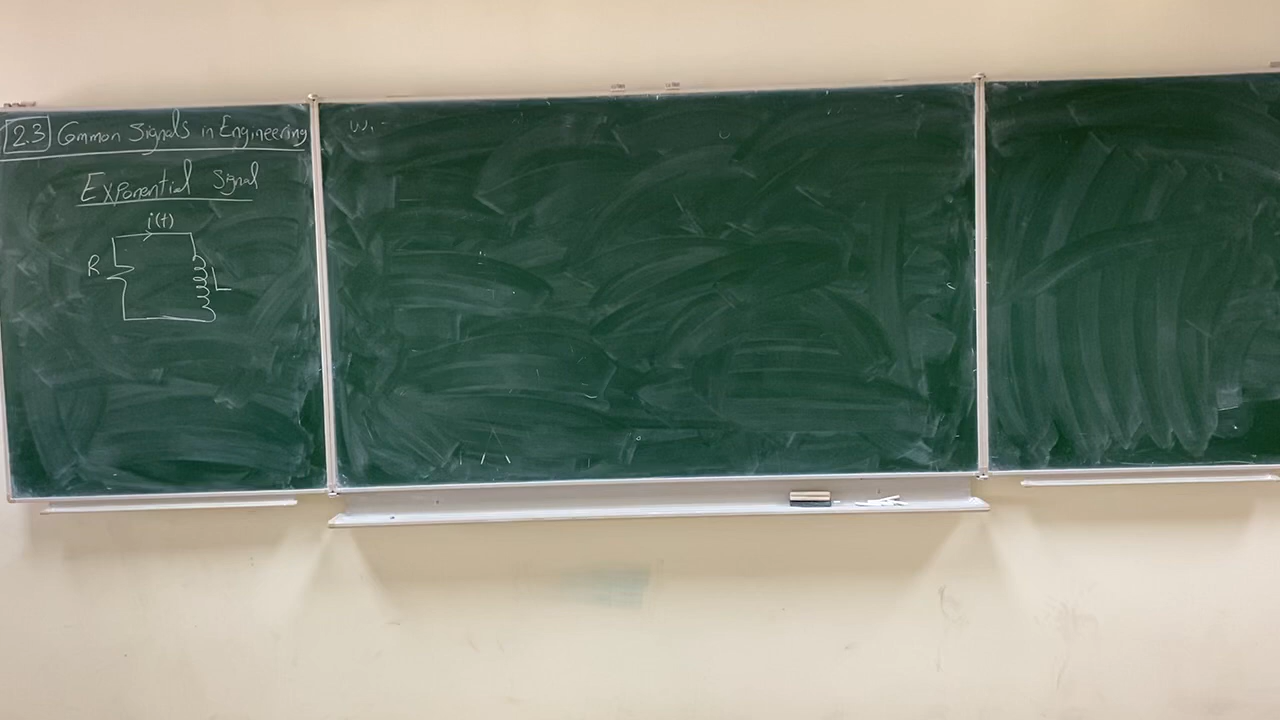 2.3 Common Signals in Engineering
Exponential Signal
i(t)
R
L